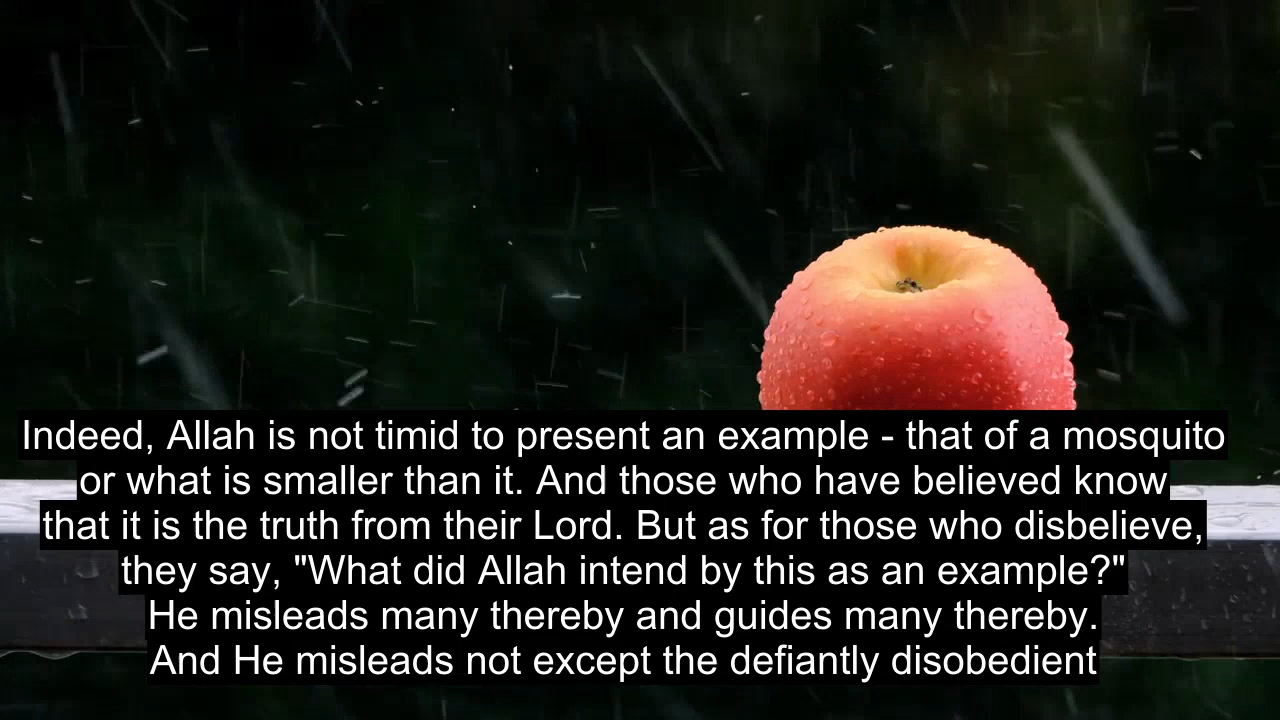 Indeed, Allah is not timid to present an example - that of a mosquito
or what is smaller than it. And those who have believed know
that it is the truth from their Lord. But as for those who disbelieve,
they say, "What did Allah intend by this as an example?"
He misleads many thereby and guides many thereby.
And He misleads not except the defiantly disobedient